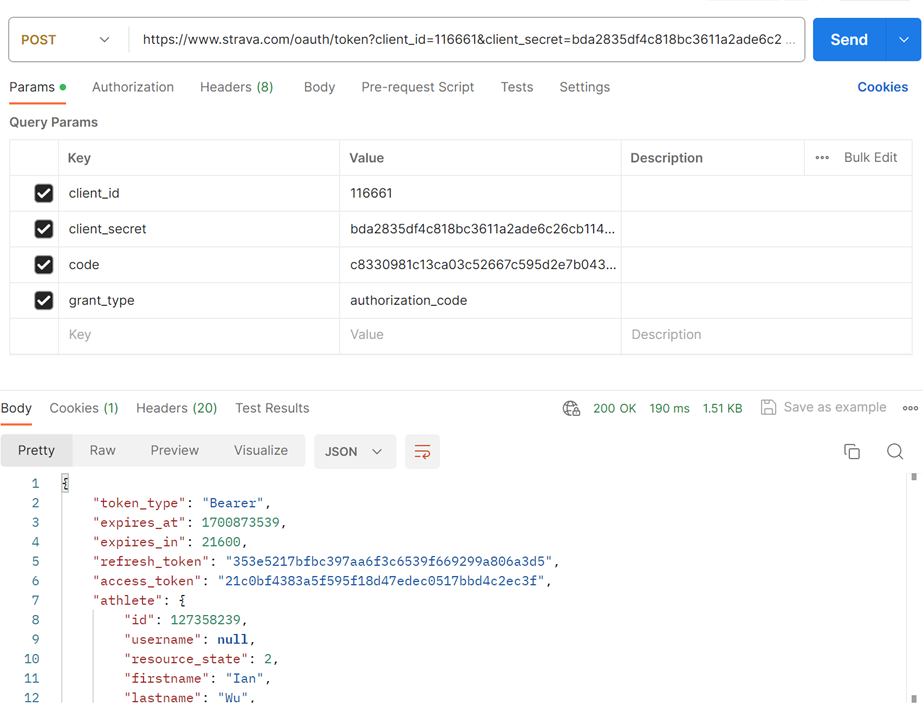 POST https://www.strava.com/oauth/token?client_id=116661&client_secret=bda2835df4c818bc3611a2ade6c2 ... Send
Params Authorization Headers (8) Body Pre-request Script Tests Settings Cookies
Query Params
Key Value Description ••• Bulk Edit
client_id 116661
client_secret bda2835df4c818bc3611a2ade6c26cb114...
code c8330981c13ca03c52667c595d2e7b043...
grant_type authorization_code
Key Value Description
Body Cookies (1) Headers (20) Test Results 200 OK 190 ms 1.51 KB Save as example
Pretty Raw Preview Visualize JSON
1 {
2 "token_type": "Bearer",
3 "expires_at": 1700873539,
4 "expires_in": 21600,
5 "refresh_token": "353e5217bfbc397aa6f3c6539f669299a806a3d5",
6 "access_token": "21c0bf4383a5f595f18d47edec0517bbd4c2ec3f",
7 "athlete": {
8 "id": 127358239,
9 "username": null,
10 "resource_state": 2,
11 "firstname": "Ian",
12 "lastname": "Wu",